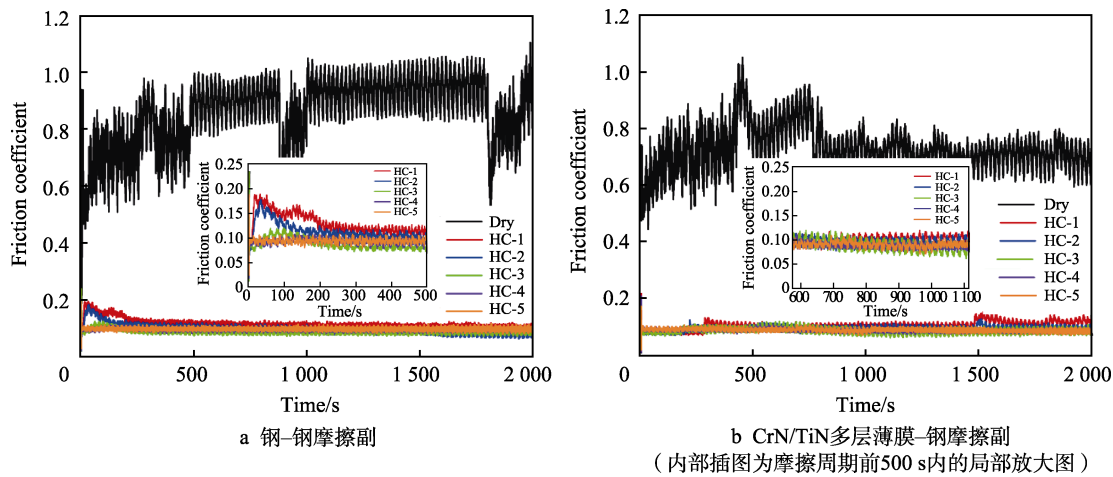 1.2
1.0
0.8
0.6
0.4
0.2
Friction coefficient
0
500
1 000
1 500
2 000
Time/s
Dry
HC-1
HC-2
HC-3
HC-4
HC-5
0.25
0.20
0.15
0.10
0.05
0
Friction coefficient
0
100
200
300
400
500
Time/s
HC-1
HC-2
HC-3
HC-4
HC-5
a 钢–钢摩擦副
1.2
1.0
0.8
0.6
0.4
0.2
Friction coefficient
0
500
1 000
1 500
2 000
Time/s
Dry
HC-1
HC-2
HC-3
HC-4
HC-5
0.25
0.20
0.15
0.10
0.05
0
Friction coefficient
600
700
800
900
1000
1100
Time/s
HC-1
HC-2
HC-3
HC-4
HC-5
b CrN/TiN多层薄膜–钢摩擦副
（内部插图为摩擦周期前500 s内的局部放大图）